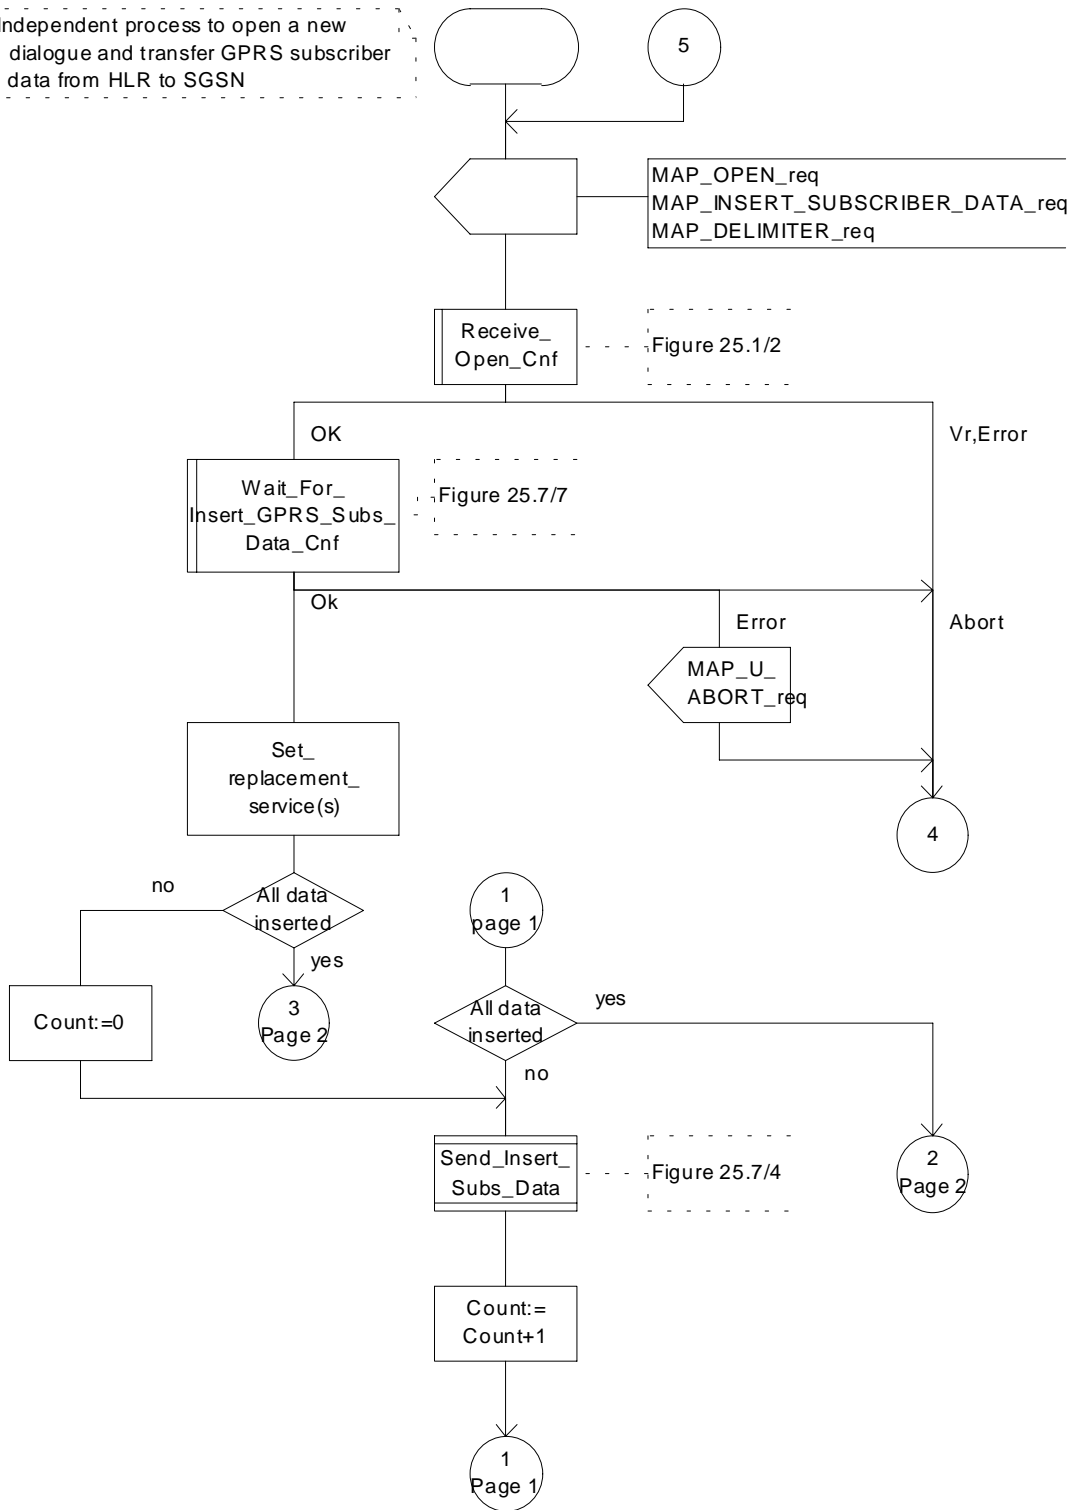 Independent process to open a new
dialogue and transfer GPRS subscriber
data from HLR to SGSN
5
MAP_OPEN_req
MAP_INSERT_SUBSCRIBER_DATA_req
MAP_DELIMITER_req
Receive_
Open_Cnf
Figure 25.1/2
OK
Vr,Error
Wait_For_
Insert_GPRS_Subs_
Data_Cnf
Figure 25.7/7
Ok
Error
Abort
MAP_U_
ABORT_req
Set_
replacement_
service(s)
4
no
All data
inserted
yes
1
page 1
Count:=0
3
Page 2
All data
inserted
yes
no
Send_Insert_
Subs_Data
Figure 25.7/4
2
Page 2
Count:=
Count+1
1
Page 1